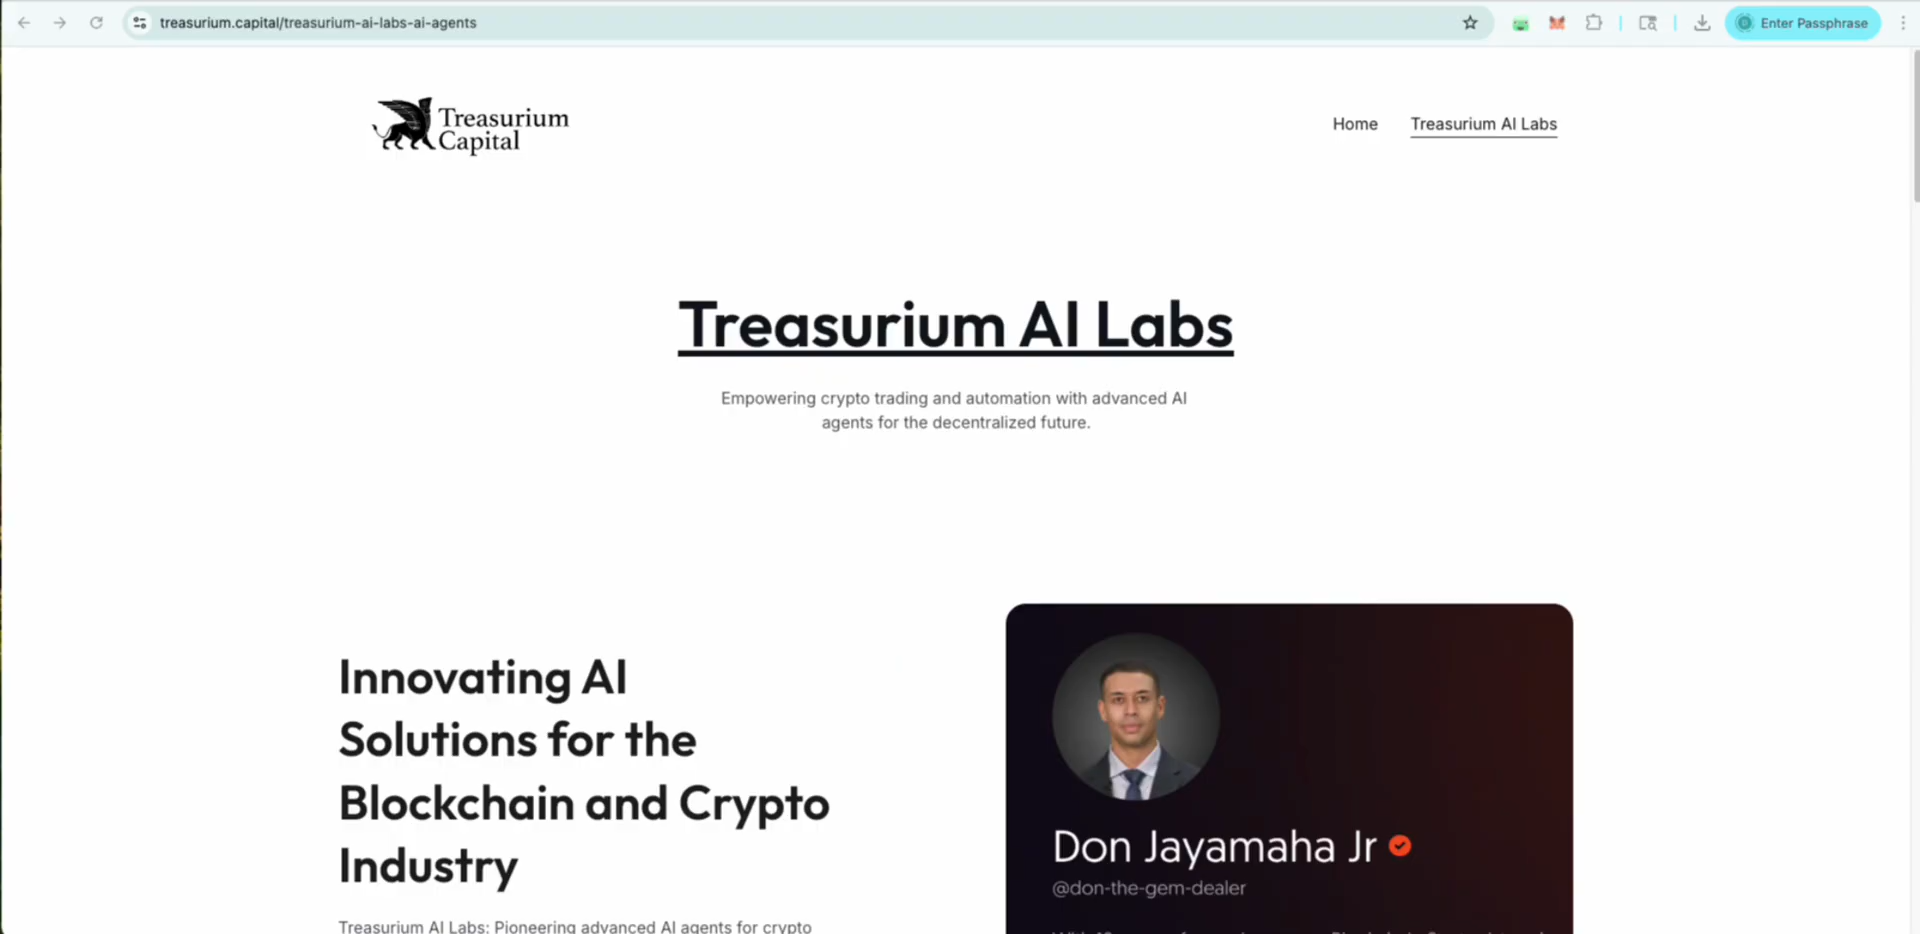 treasurium.capital/treasurium-ai-labs-ai-agents
Enter Passphrase
Treasurium
Capital
Home
Treasurium AI Labs
Treasurium AI Labs
Empowering crypto trading and automation with advanced AI
agents for the decentralized future.
Innovating AI
Solutions for the
Blockchain and Crypto
Industry
Treasurium AI Labs: Pioneering advanced AI agents for crypto
Don Jayamaha Jr
@don-the-gem-dealer